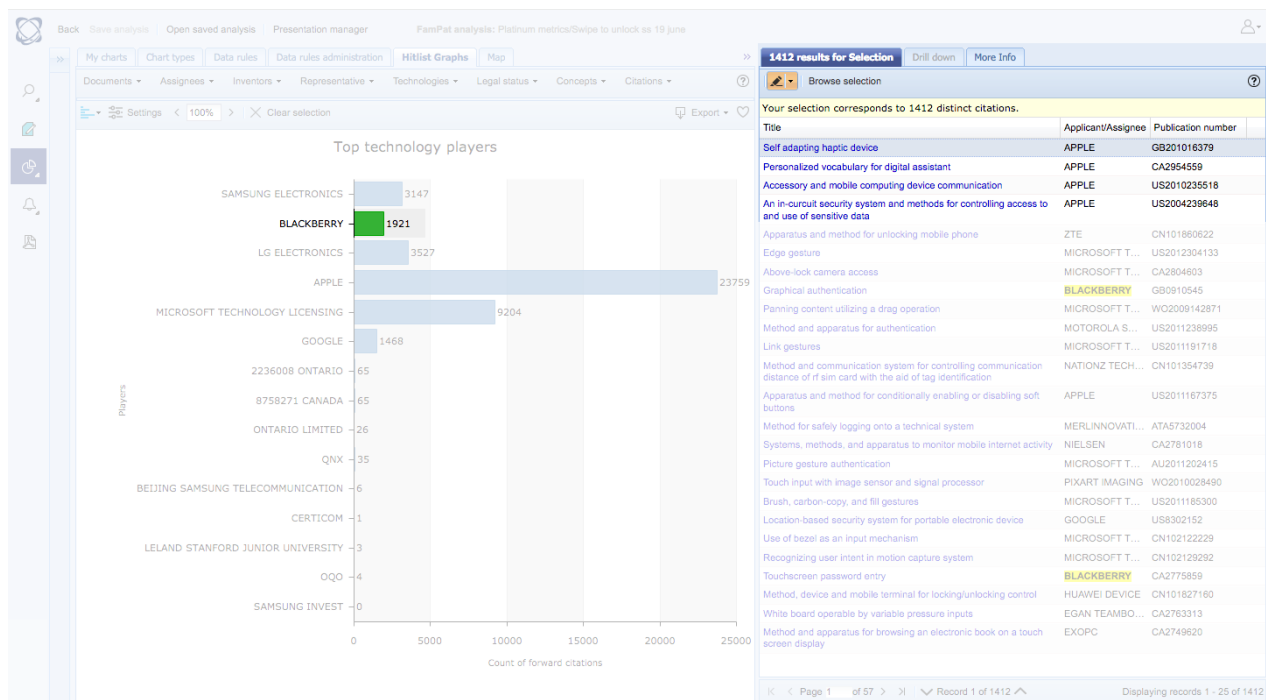 Back Save analysis Open saved analysis Presentation manager FamPat analysis: Platinum metrics/Swipe to unlock as 19 june
My charts Chart types Data rules Data rules administration Hitlist Graphs Map
Documents Assignees Inventors Representative Technologies Legal status Concepts Citations
Settings 100% Clear selection Export
Top technology players
SAMSUNG ELECTRONICS 3147
BLACKBERRY 1921
LG ELECTRONICS 3527
APPLE 23759
MICROSOFT TECHNOLOGY LICENSING 9204
GOOGLE 1468
2236008 ONTARIO 65
8758271 CANADA 65
ONTARIO LIMITED 26
QNX 35
BEIJING SAMSUNG TELECOMMUNICATION 6
CERTICOM 1
LELAND STANFORD JUNIOR UNIVERSITY 3
OQO 4
SAMSUNG INVEST 0
Players
0 5000 10000 15000 20000 25000
Count of forward citations
1412 results for Selection Drill down More Info
Browse selection
Your selection corresponds to 1412 distinct citations.
Title Applicant/Assignee Publication number
Self adapting haptic device APPLE GB201016379
Personalized vocabulary for digital assistant APPLE CA2954559
Accessory and mobile computing device communication APPLE US2010235518
An in-curcuit security system and methods for controlling access to APPLE US2004239648
and use of sensitive data
Apparatus and method for unlocking mobile phone ZTE CN101860622
Edge gesture MICROSOFT T... US2012304133
Above-lock camera access MICROSOFT T... CA2804603
Graphical authentication BLACKBERRY GB0910545
Panning content utilizing a drag operation MICROSOFT T... WO2009142871
Method and apparatus for authentication MOTOROLA S... US2011238995
Link gestures MICROSOFT T... US2011191718
Method and communication system for controlling communication NATIONZ TECH... CN101354739
distance of rf sim card with the aid of tag identification
Apparatus and method for conditionally enabling or disabling soft APPLE US2011167375
buttons
Method for safely logging onto a technical system MERLINNOVATI... ATA5732004
Systems, methods, and apparatus to monitor mobile internet activity NIELSEN CA2781018
Picture gesture authentication MICROSOFT T... AU2011202415
Touch input with image sensor and signal processor PIXART IMAGING WO2010028490
Brush, carbon-copy, and fill gestures MICROSOFT T... US2011185300
Location-based security system for portable electronic device GOOGLE US8302152
Use of bezel as an input mechanism MICROSOFT T... CN102122229
Recognizing user intent in motion capture system MICROSOFT T... CN102129292
Touchscreen password entry BLACKBERRY CA2775859
Method, device and mobile terminal for locking/unlocking control HUAWEI DEVICE CN101827160
White board operable by variable pressure inputs EGAN TEAMBO... CA2763313
Method and apparatus for browsing an electronic book on a touch EXOPC CA2749620
screen display
Page 1 of 57 Record 1 of 1412 Displaying records 1 - 25 of 1412